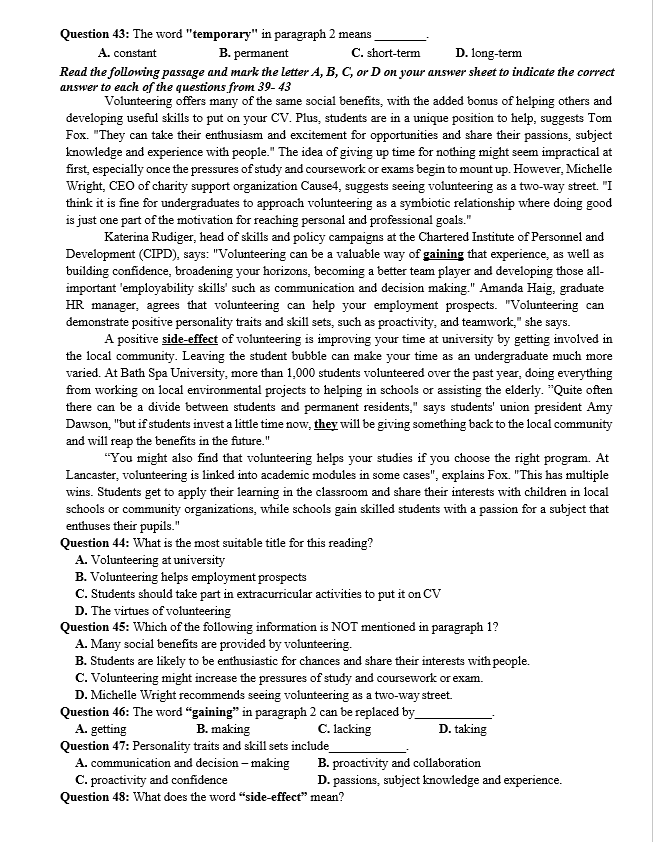 Question 43: The word "temporary" in paragraph 2 means ________.
A. constant B. permanent C. short-term D. long-term
Read the following passage and mark the letter A, B, C, or D on your answer sheet to indicate the correct
answer to each of the questions from 39- 43
Volunteering offers many of the same social benefits, with the added bonus of helping others and
developing useful skills to put on your CV. Plus, students are in a unique position to help, suggests Tom
Fox. "They can take their enthusiasm and excitement for opportunities and share their passions, subject
knowledge and experience with people." The idea of giving up time for nothing might seem impractical at
first, especially once the pressures of study and coursework or exams begin to mount up. However, Michelle
Wright, CEO of charity support organization Cause4, suggests seeing volunteering as a two-way street. "I
think it is fine for undergraduates to approach volunteering as a symbiotic relationship where doing good
is just one part of the motivation for reaching personal and professional goals."
Katerina Rudiger, head of skills and policy campaigns at the Chartered Institute of Personnel and
Development (CIPD), says: "Volunteering can be a valuable way of gaining that experience, as well as
building confidence, broadening your horizons, becoming a better team player and developing those all-
important 'employability skills' such as communication and decision making." Amanda Haig, graduate
HR manager, agrees that volunteering can help your employment prospects. "Volunteering can
demonstrate positive personality traits and skill sets, such as proactivity, and teamwork," she says.
A positive side-effect of volunteering is improving your time at university by getting involved in
the local community. Leaving the student bubble can make your time as an undergraduate much more
varied. At Bath Spa University, more than 1,000 students volunteered over the past year, doing everything
from working on local environmental projects to helping in schools or assisting the elderly. "Quite often
there can be a divide between students and permanent residents," says students' union president Amy
Dawson, "but if students invest a little time now, they will be giving something back to the local community
and will reap the benefits in the future."
“You might also find that volunteering helps your studies if you choose the right program. At
Lancaster, volunteering is linked into academic modules in some cases", explains Fox. "This has multiple
wins. Students get to apply their learning in the classroom and share their interests with children in local
schools or community organizations, while schools gain skilled students with a passion for a subject that
enthuses their pupils."
Question 44: What is the most suitable title for this reading?
A. Volunteering at university
B. Volunteering helps employment prospects
C. Students should take part in extracurricular activities to put it on CV
D. The virtues of volunteering
Question 45: Which of the following information is NOT mentioned in paragraph 1?
A. Many social benefits are provided by volunteering.
B. Students are likely to be enthusiastic for chances and share their interests with people.
C. Volunteering might increase the pressures of study and coursework or exam.
D. Michelle Wright recommends seeing volunteering as a two-way street.
Question 46: The word “gaining” in paragraph 2 can be replaced by____________.
A. getting B. making C. lacking D. taking
Question 47: Personality traits and skill sets include____________.
A. communication and decision – making B. proactivity and collaboration
C. proactivity and confidence D. passions, subject knowledge and experience.
Question 48: What does the word “side-effect” mean?